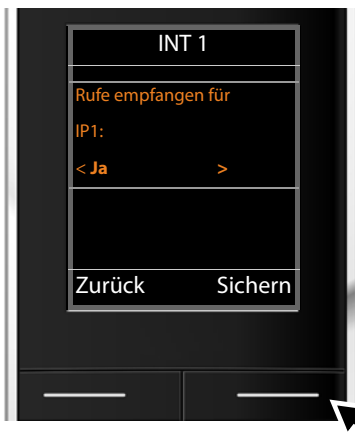 INT 1
Rufe empfangen für
IP1:
< Ja >
Zurück Sichern